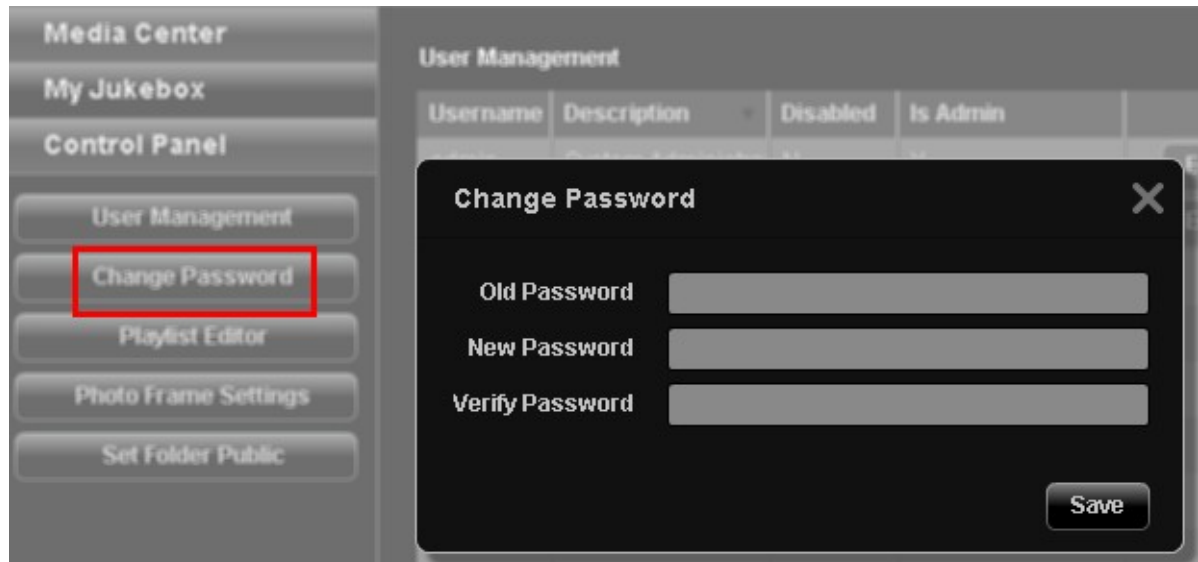 Media Center
My Jukebox
Control Panel
User Management
Change Password
Playlist Editor
Photo Frame Settings
Set Folder Public
User Management
Username Description Disabled Is Admin
Change Password
Old Password
New Password
Verify Password
Save